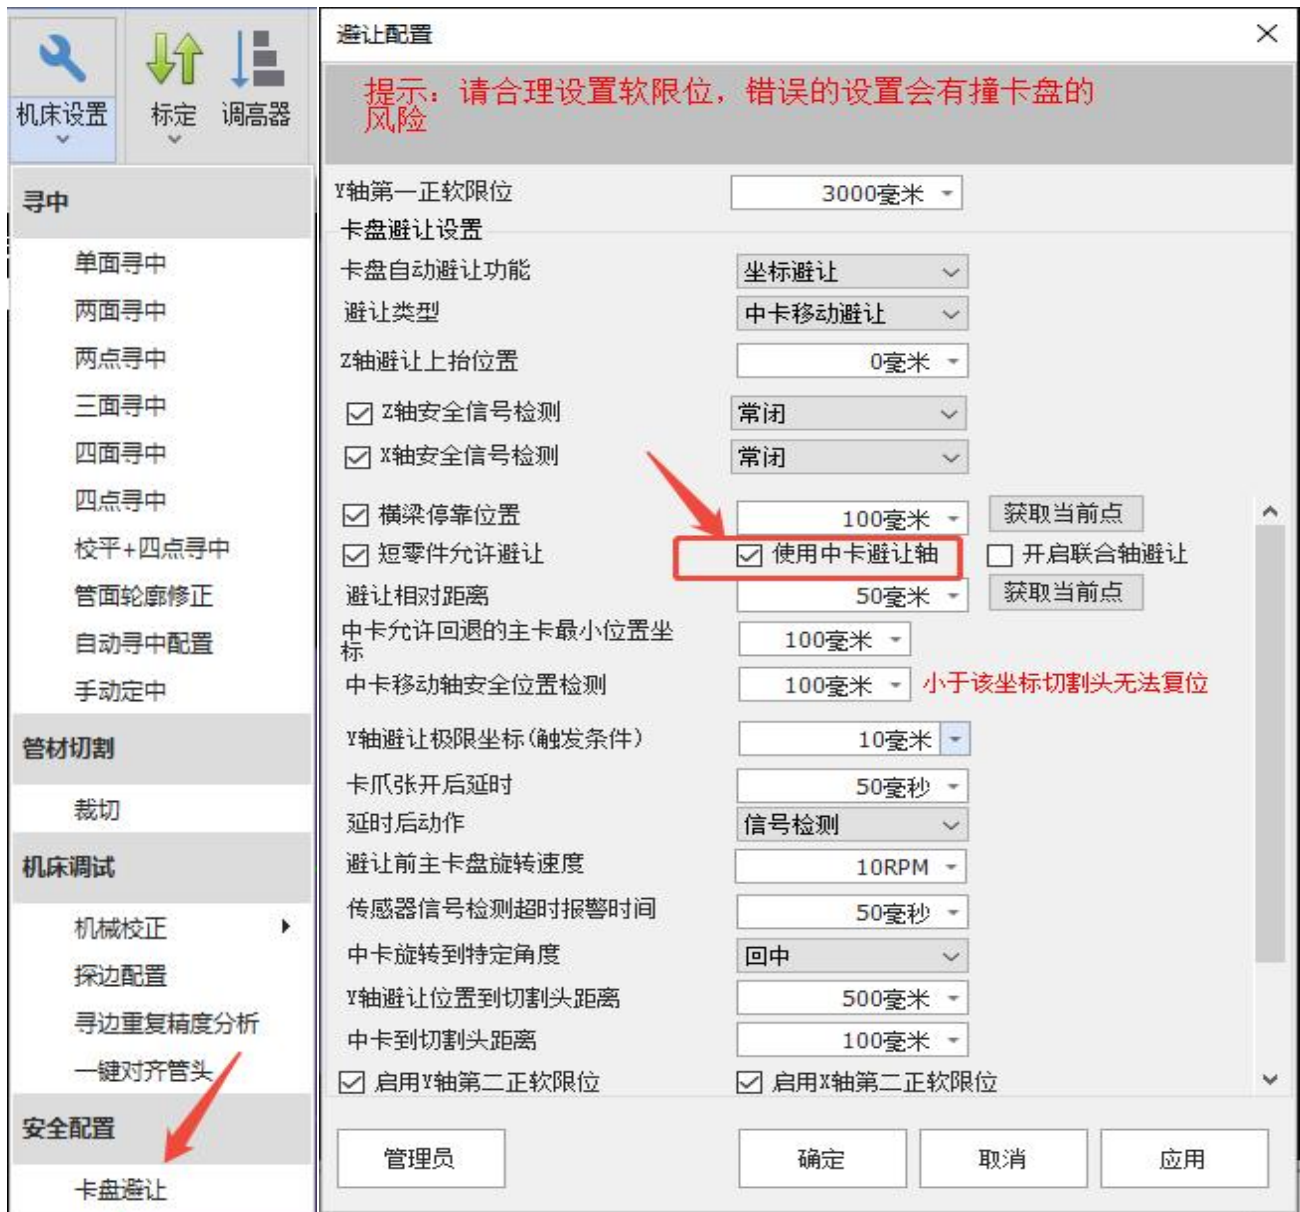 机床设置
标定
调高器
寻中
单面寻中
两面寻中
两点寻中
三面寻中
四面寻中
四点寻中
校平+四点寻中
管面轮廓修正
自动寻中配置
手动定中
管材切割
裁切
机床调试
机械校正
探边配置
寻边重复精度分析
一键对齐管头
安全配置
卡盘避让
避让配置
提示：请合理设置软限位，错误的设置会有撞卡盘的
风险
Y轴第一正软限位 3000毫米
卡盘避让设置
卡盘自动避让功能 坐标避让
避让类型 中卡移动避让
Z轴避让上抬位置 0毫米
Z轴安全信号检测 常闭
X轴安全信号检测 常闭
横梁停靠位置 100毫米 获取当前点
短零件允许避让 使用中卡避让轴 开启联合轴避让
避让相对距离 50毫米 获取当前点
中卡允许回退的主卡最小位置坐
标 100毫米
中卡移动轴安全位置检测 100毫米 小于该坐标切割头无法复位
Y轴避让极限坐标(触发条件) 10毫米
卡爪张开后延时 50毫秒
延时后动作 信号检测
避让前主卡盘旋转速度 10RPM
传感器信号检测超时报警时间 50毫秒
中卡旋转到特定角度 回中
Y轴避让位置到切割头距离 500毫米
中卡到切割头距离 100毫米
启用Y轴第二正软限位 启用X轴第二正软限位
管理员 确定 取消 应用